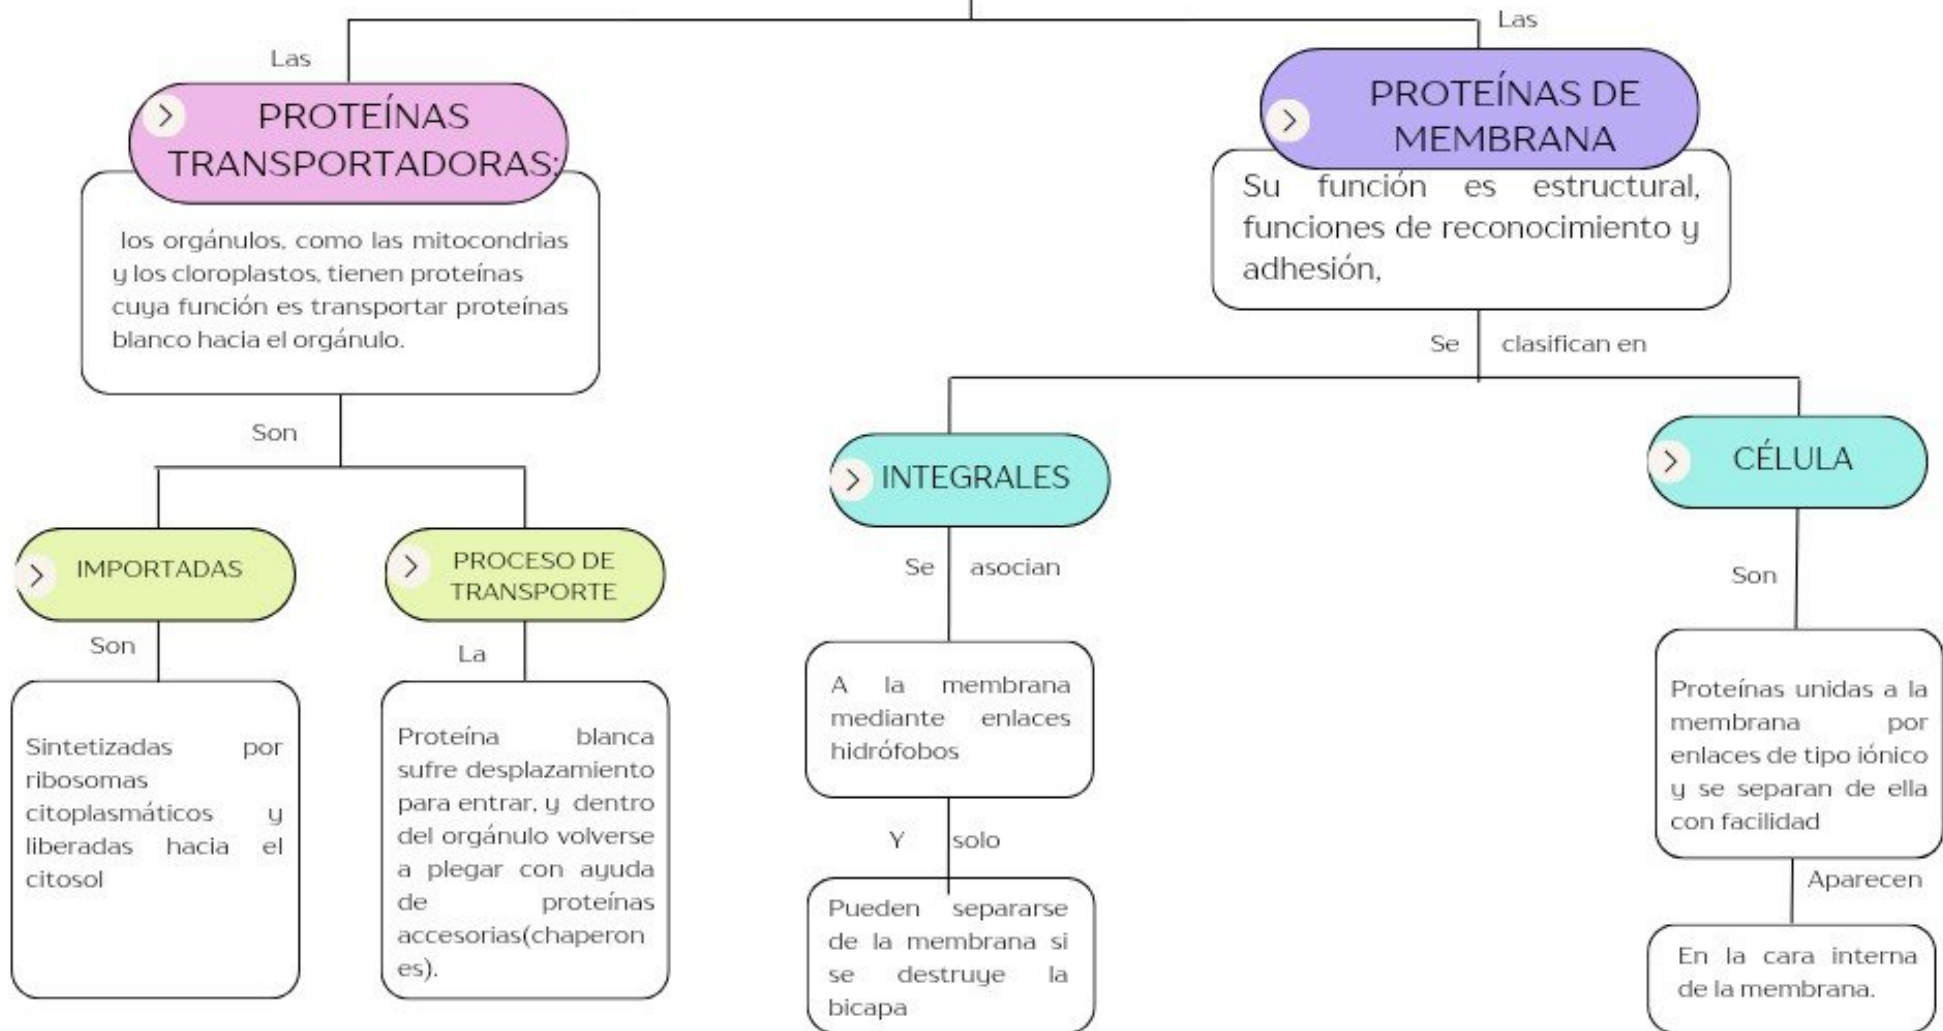 Las
PROTEÍNAS
TRANSPORTADORAS;
los orgánulos, como las mitocondrias
y los cloroplastos, tienen proteínas
cuya función es transportar proteínas
blanco hacia el orgánulo.
Son
IMPORTADAS
Son
Sintetizadas por
ribosomas
citoplasmáticos y
liberadas hacia el
citosol
PROCESO DE
TRANSPORTE
La
Proteína blanca
sufre desplazamiento
para entrar, y dentro
del orgánulo volverse
a plegar con ayuda
de proteínas
accesorias(chaperon
es).
Las
PROTEÍNAS DE
MEMBRANA
Su función es estructural,
funciones de reconocimiento y
adhesión,
Se clasifican en
INTEGRALES
Se asocian
A la membrana
mediante enlaces
hidrófobos
Y solo
Pueden separarse
de la membrana si
se destruye la
bicapa
CÉLULA
Son
Proteínas unidas a la
membrana por
enlaces de tipo iónico
y se separan de ella
con facilidad
Aparecen
En la cara interna
de la membrana.